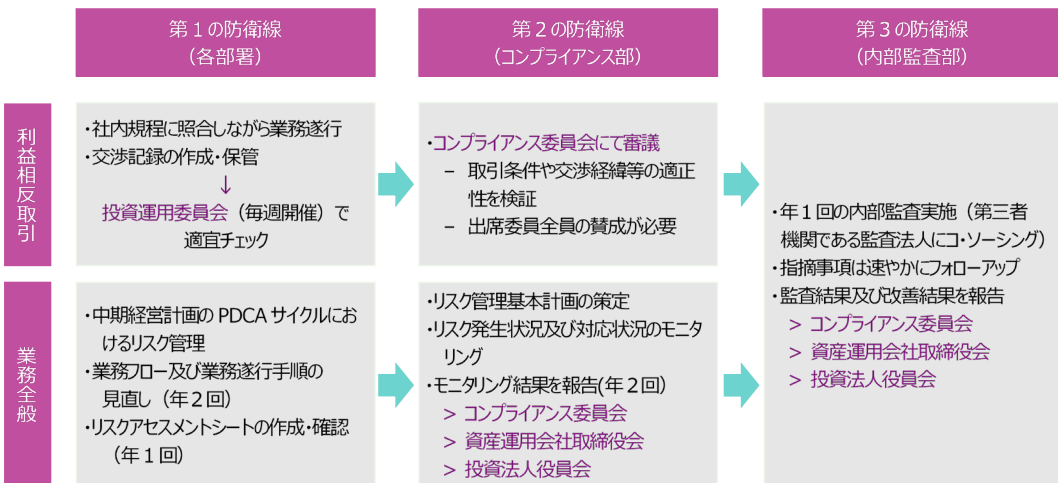 第１の防衛線
（各部署）
第２の防衛線
（コンプライアンス部）
第３の防衛線
（内部監査部）
利益相反取引
・社内規程に照合しながら業務遂行
・交渉記録の作成・保管
↓
投資運用委員会（毎週開催）で
適宜チェック
・コンプライアンス委員会にて審議
− 取引条件や交渉経緯等の適正
性を検証
− 出席委員全員の賛成が必要
業務全般
・中期経営計画の PDCA サイクルにお
けるリスク管理
・業務フロー及び業務遂行手順の
見直し（年２回）
・リスクアセスメントシートの作成・確認
（年１回）
・リスク管理基本計画の策定
・リスク発生状況及び対応状況のモニタ
リング
・モニタリング結果を報告(年２回）
> コンプライアンス委員会
> 資産運用会社取締役会
> 投資法人役員会
・年１回の内部監査実施（第三者
機関である監査法人にコ・ソーシング）
・指摘事項は速やかにフォローアップ
・監査結果及び改善結果を報告
> コンプライアンス委員会
> 資産運用会社取締役会
> 投資法人役員会